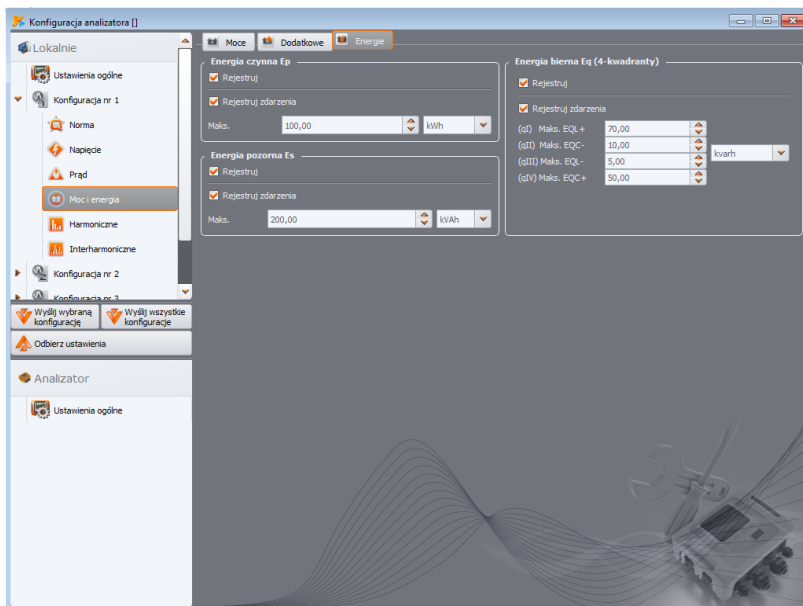 Konfiguracja analizatora []
Lokalnie
Ustawienia ogólne
Konfiguracja nr 1
Norma
Napięcie
Prąd
Moc i energia
Harmoniczne
Interharmoniczne
Konfiguracja nr 2
Konfiguracja nr 3
Wyślij wybraną konfigurację
Wyślij wszystkie konfiguracje
Odbierz ustawienia
Analizator
Ustawienia ogólne
Moce Dodatkowe Energie
Energia czynna Ep
Rejestruj
Rejestruj zdarzenia
Maks. 100,00 kWh
Energia pozorna Es
Rejestruj
Rejestruj zdarzenia
Maks. 200,00 kVAh
Energia bierna Eq (4-kwadranty)
Rejestruj
Rejestruj zdarzenia
(qI) Maks. EQL+ 70,00
(qII) Maks. EQC- 10,00
(qIII) Maks. EQL- 5,00
(qIV) Maks. EQC+ 50,00
kvarh